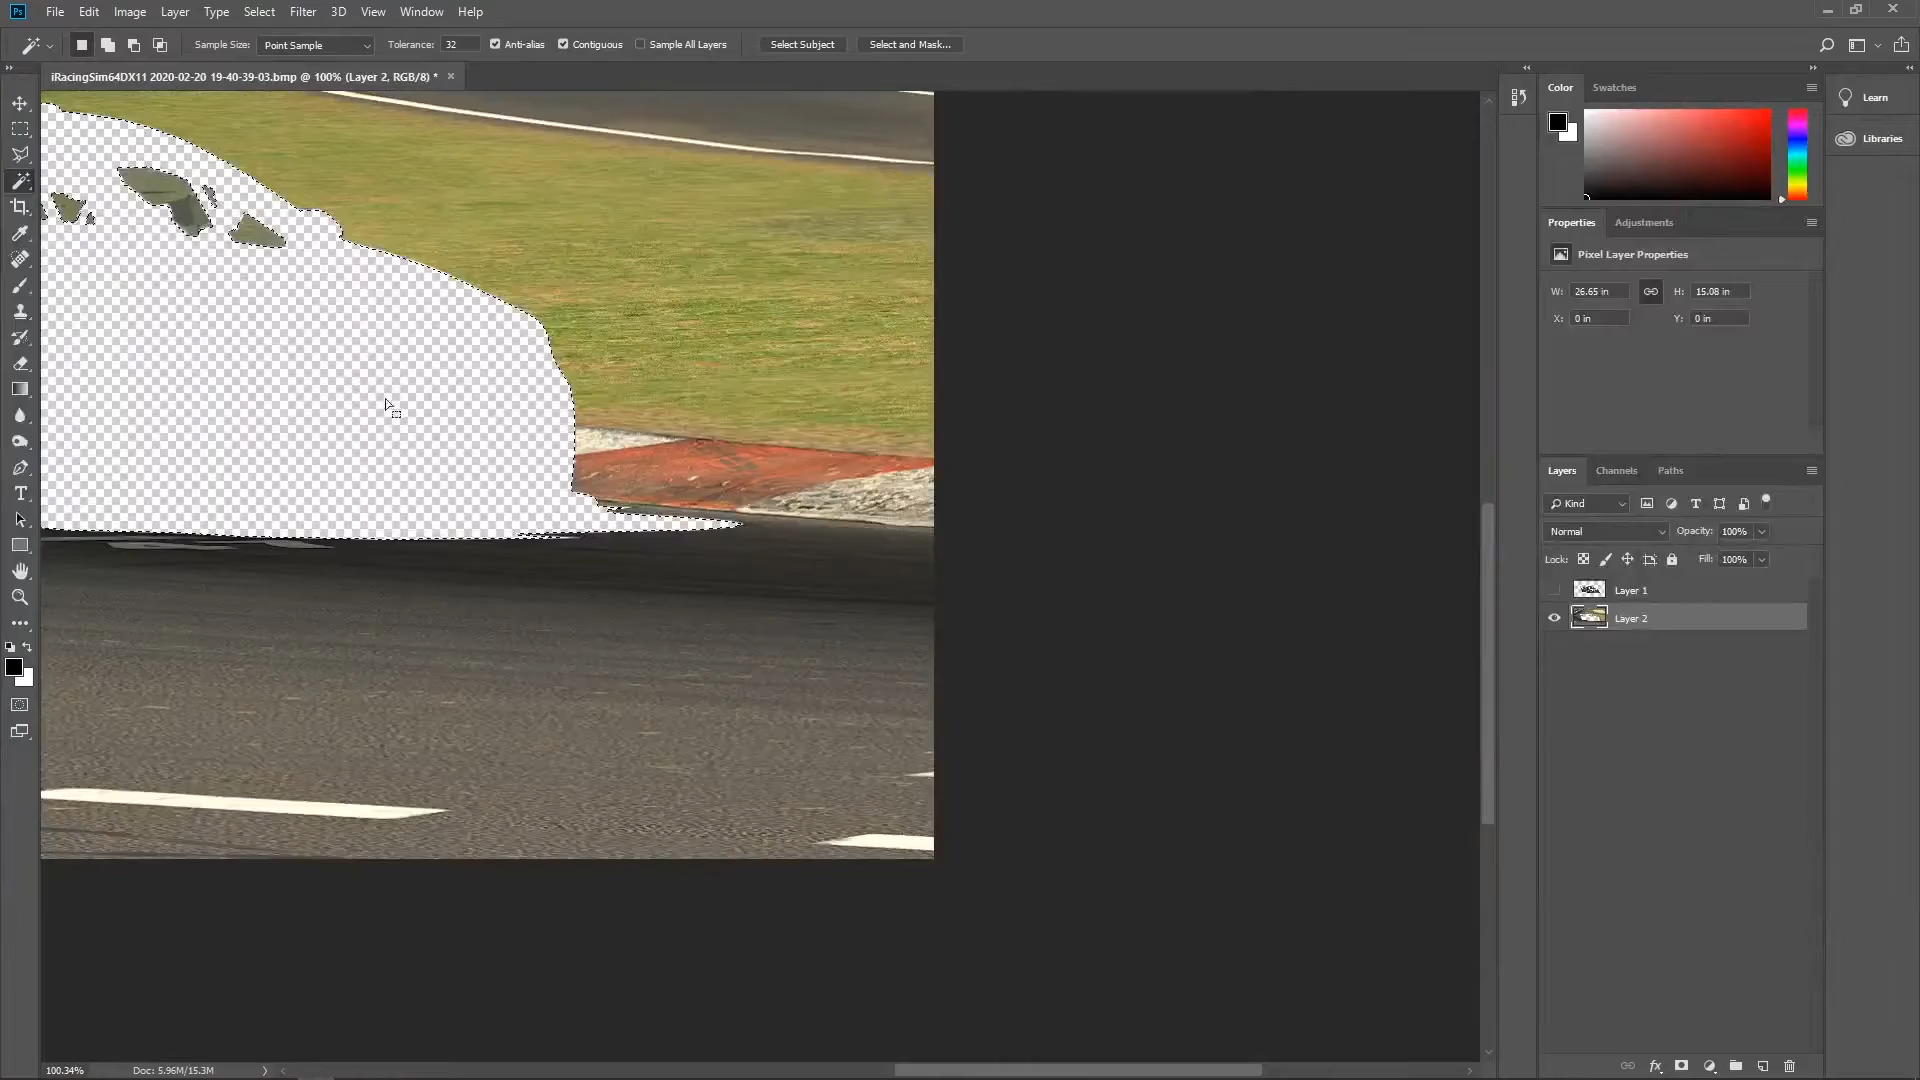 Ps File Edit Image Layer Type Select Filter 3D View Window Help
Sample Size: Point Sample Tolerance: 32 Anti-alias Contiguous Sample All Layers Select Subject Select and Mask...
iRacingSim64DX11 2020-02-20 19-40-39-03.bmp @ 100% (Layer 2, RGB/8) *
Color Swatches
Learn
Libraries
Properties Adjustments
Pixel Layer Properties
W: 26.65 in H: 15.08 in
X: 0 in Y: 0 in
Layers Channels Paths
Kind
Normal Opacity: 100%
Lock: Fill: 100%
Layer 1
Layer 2
100.34% Doc: 5.96M/15.3M